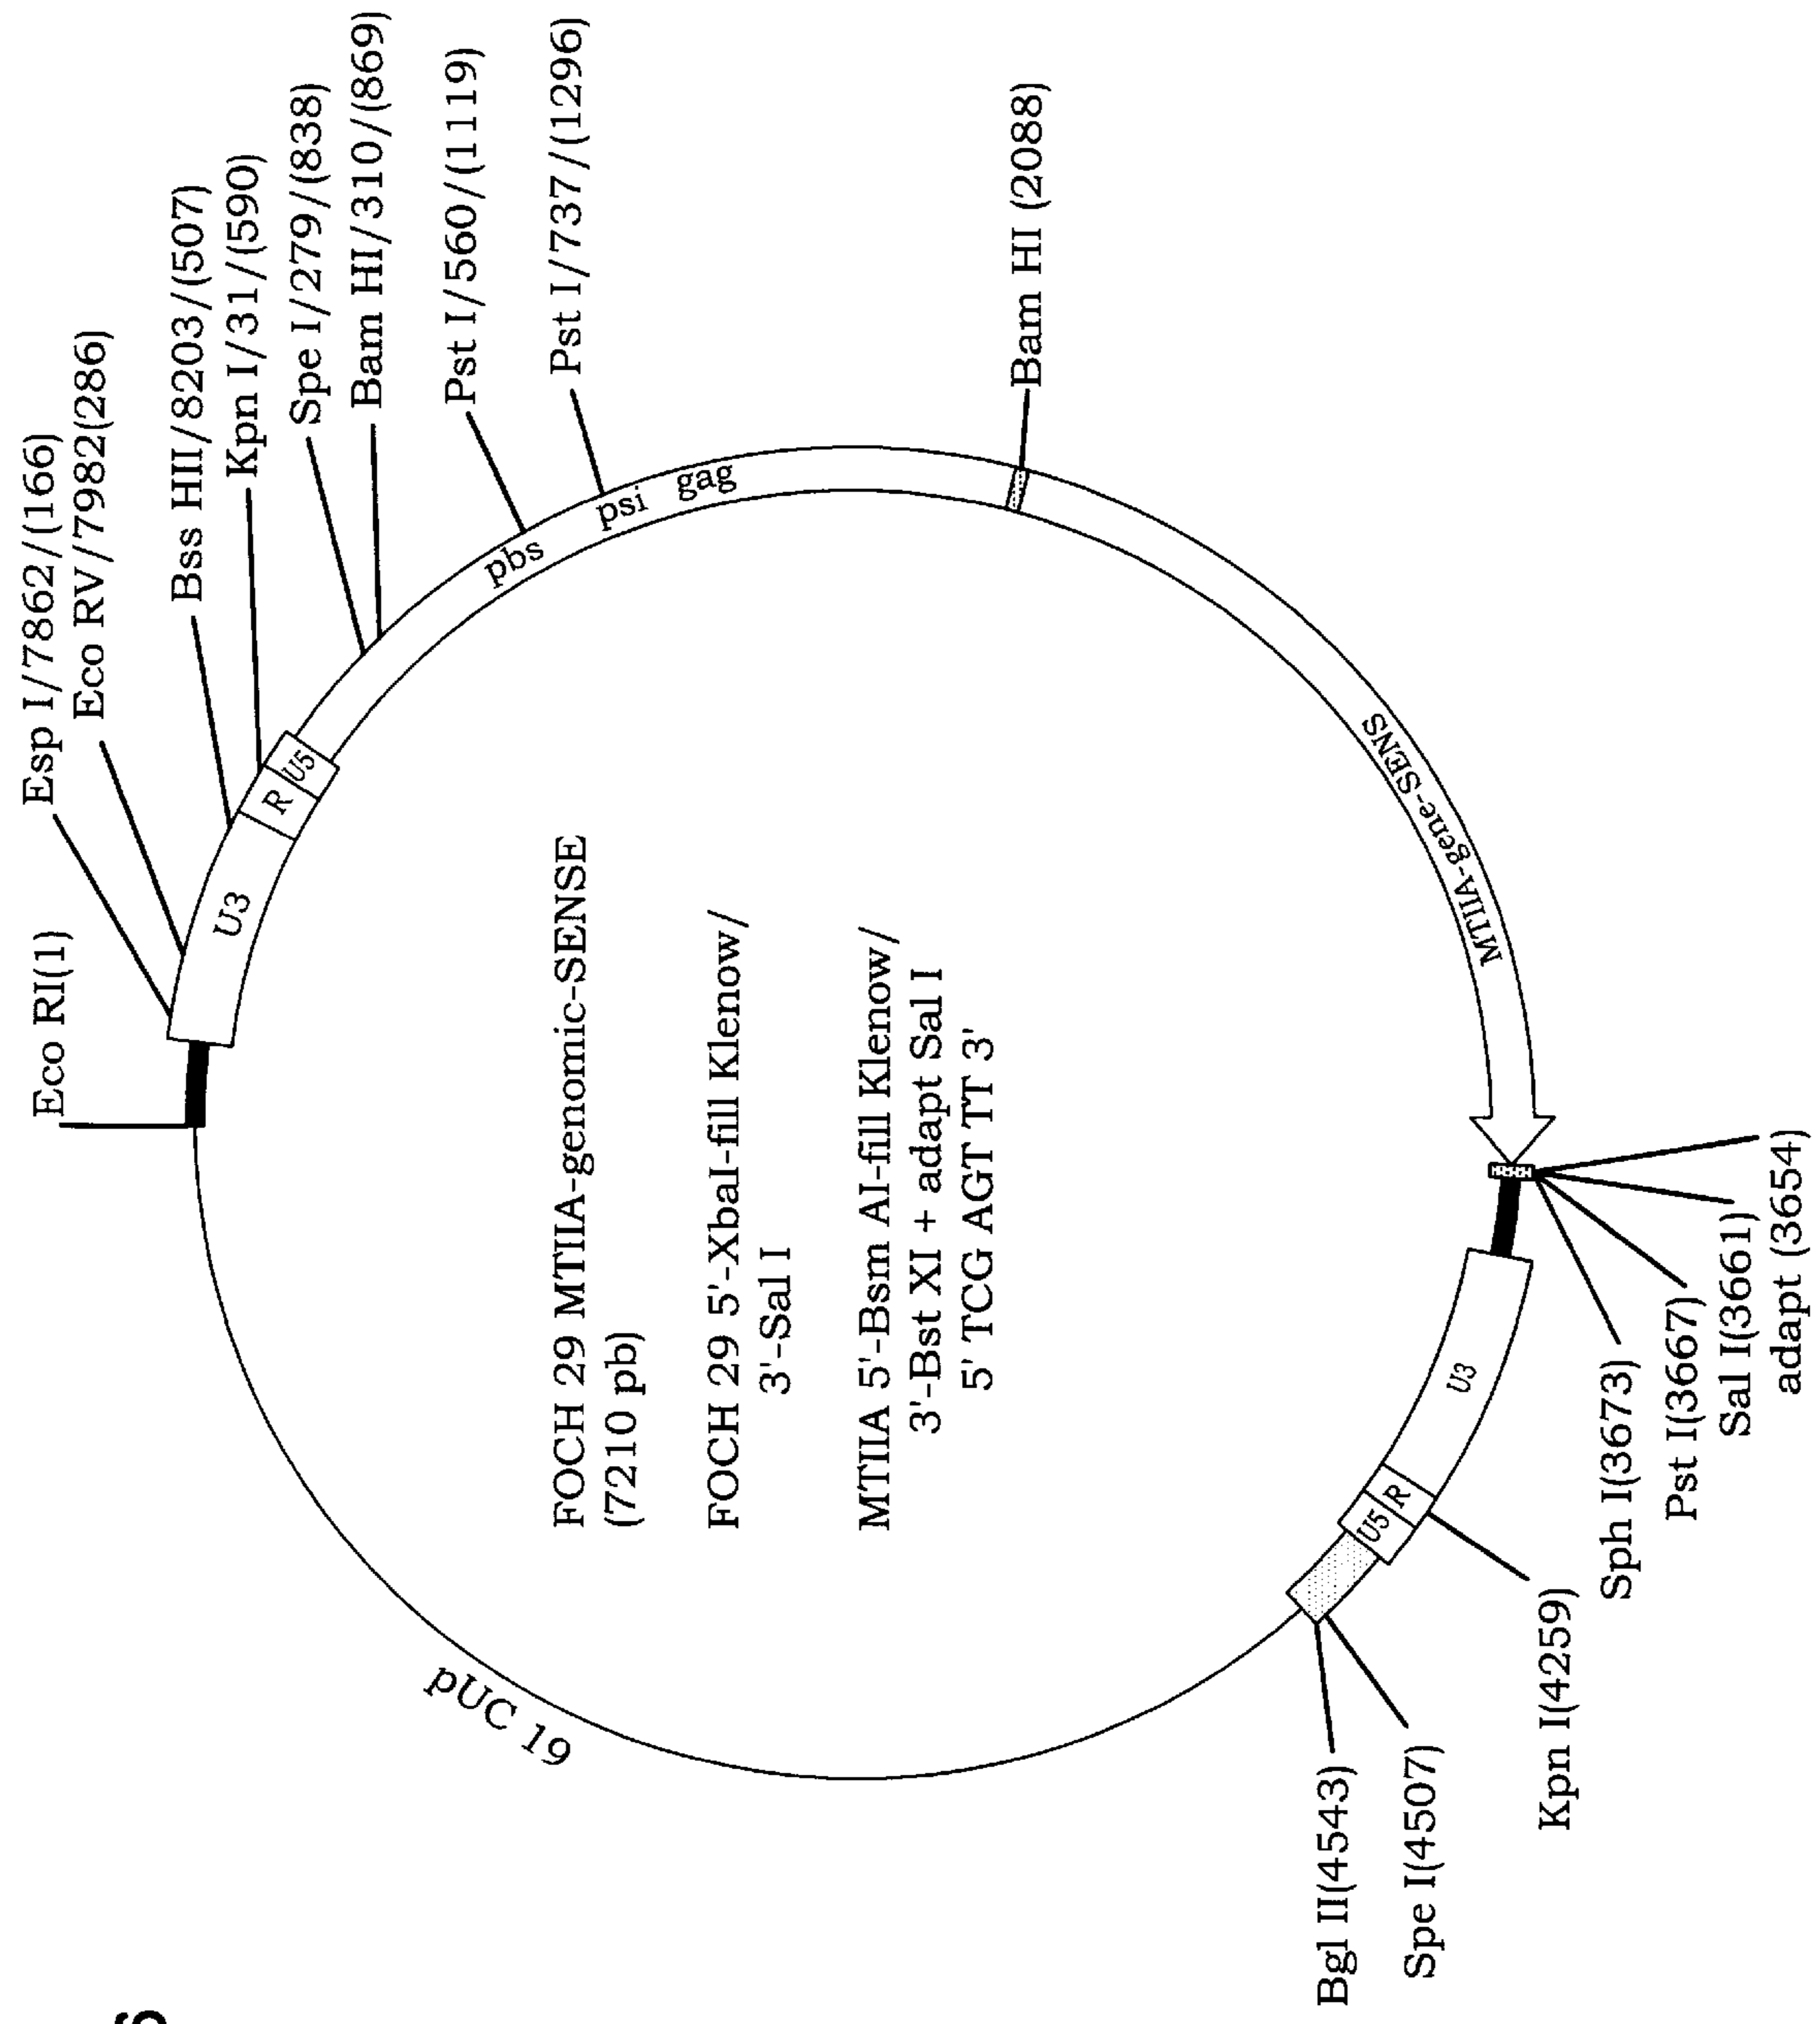 Eco RI(1)
Esp I/7862/(166)
Eco RV/7982(286)
Bss HII/8203/(507)
Kpn I/31/(590)
Spe I/279/(838)
Bam HI/310/(869)
Pst I/560/(1119)
Pst I/737/(1296)
Bam HI (2088)
U3
R
U5
pbs
psi
gag
MTIIA-gene-SENS
FOCH 29 MTIIA-genomic-SENSE
(7210 pb)
FOCH 29 5'-XbaI-fill Klenow/
3'-Sal I
MTIIA 5'-Bsm AI-fill Klenow/
3'-Bst XI + adapt Sal I
5' TCG AGT TT 3'
pUC 19
U3
R
U5
Bgl II(4543)
Spe I(4507)
Kpn I(4259)
Sph I(3673)
Pst I(3667)
Sal I(3661)
adapt (3654)